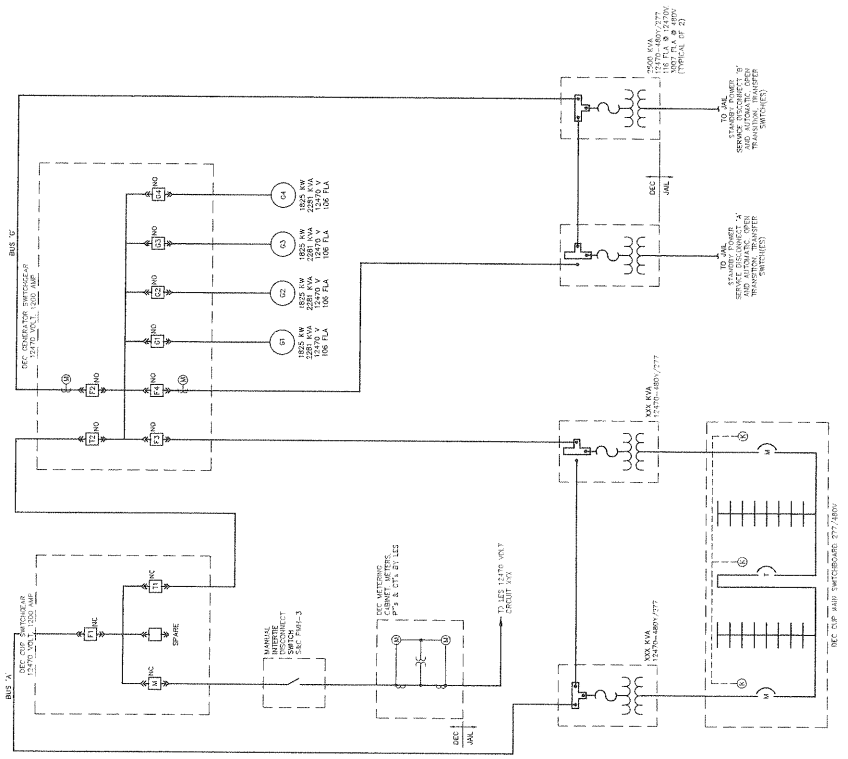 BUS 'G'
DEC GENERATOR SWITCHGEAR
12470 VOLT, 1200 AMP
M
F2
NO
F4
NO
M
T2
NO
F3
NO
G1
NO
G2
NO
G3
NO
G4
NO
G1
1825 KW
2281 KVA
12470 V
106 FLA
G2
1825 KW
2281 KVA
12470 V
106 FLA
G3
1825 KW
2281 KVA
12470 V
106 FLA
G4
1825 KW
2281 KVA
12470 V
106 FLA
2500 KVA
12470-480Y/277
116 FLA @ 12470V
3007 FLA @ 480V
(TYPICAL OF 2)
DEC
JAIL
TO JAIL
STANDBY POWER
SERVICE DISCONNECT 'B'
AND AUTOMATIC, OPEN
TRANSITION, TRANSFER
SWITCH(ES)
TO JAIL
STANDBY POWER
SERVICE DISCONNECT 'A'
AND AUTOMATIC, OPEN
TRANSITION, TRANSFER
SWITCH(ES)
BUS 'A'
DEC CUP SWITCHGEAR
12470 VOLT, 1200 AMP
F1
NC
M
NC
SPARE
T1
NC
MANUAL
INTERTIE
DISCONNECT
SWITCH
S&C PMH-3
DEC METERING
CABINET METERS,
PT's & CT's BY LES
M
M
DEC
JAIL
TO LES 12470 VOLT
CIRCUIT XXX
XXX KVA
12470-480Y/277
XXX KVA
12470-480Y/277
K
M
K
T
K
M
DEC CUP MAIN SWITCHBOARD 277/480V